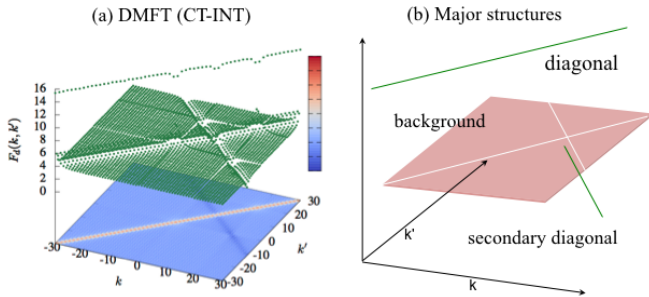 (a) DMFT (CT-INT)
(b) Major structures
16
14
12
10
8
6
4
2
0
F_d(k,k')
-30
-20
-10
0
10
20
30
k
-30
-20
-10
0
10
20
30
k'
diagonal
background
secondary diagonal
k'
k